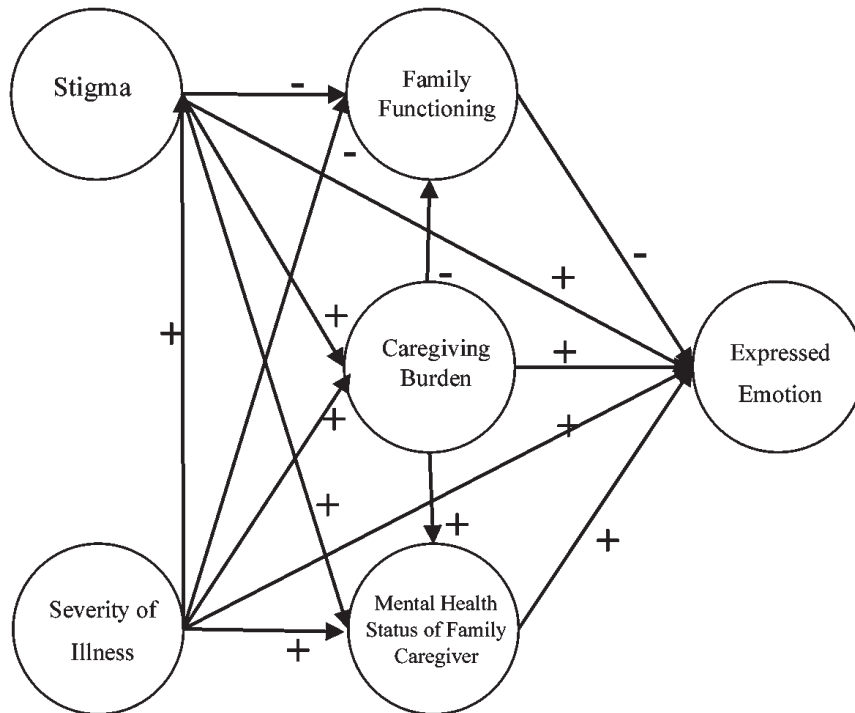 Stigma
Family
Functioning
-
-
-
+
-
+
+
Caregiving
Burden
+
Expressed
Emotion
+
+
+
+
+
Severity of
Illness
+
Mental Health
Status of Family
Caregiver